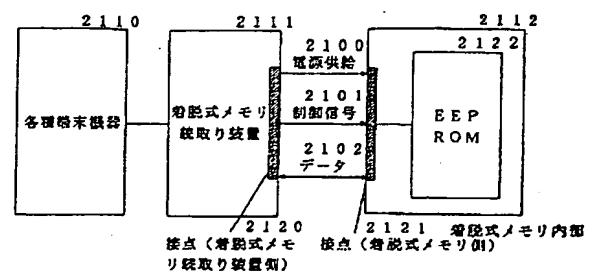 2110
2111
2112
2100
2122
電源供給
2101
各種端末機器
着脱式メモリ
読取り装置
制御信号
EEP
ROM
2102
データ
2120
2121
着脱式メモリ内部
接点（着脱式メモ
リ読取り装置側）
接点（着脱式メモリ側）